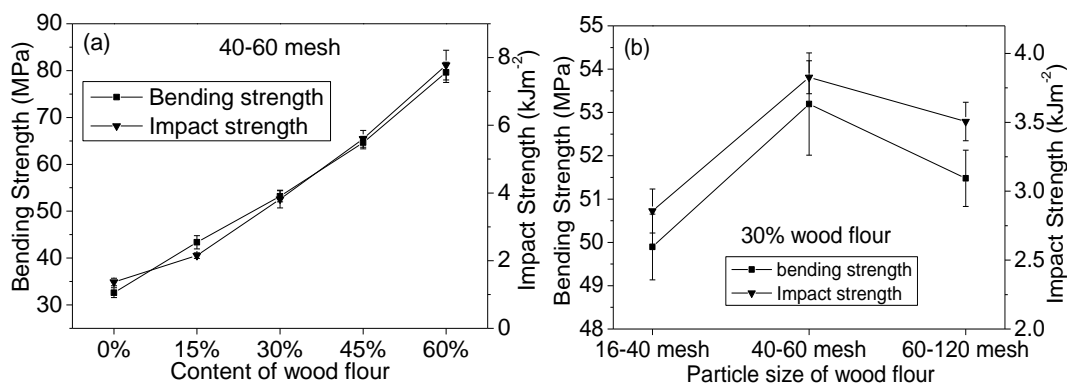 (a)
40-60 mesh
Bending strength
Impact strength
Bending Strength (MPa)
90
80
70
60
50
40
30
Impact Strength (kJm-2)
8
6
4
2
0
0% 15% 30% 45% 60%
Content of wood flour
(b)
30% wood flour
bending strength
Impact strength
Bending Strength (MPa)
55
54
53
52
51
50
49
48
Impact Strength (kJm-2)
4.0
3.5
3.0
2.5
2.0
16-40 mesh 40-60 mesh 60-120 mesh
Particle size of wood flour